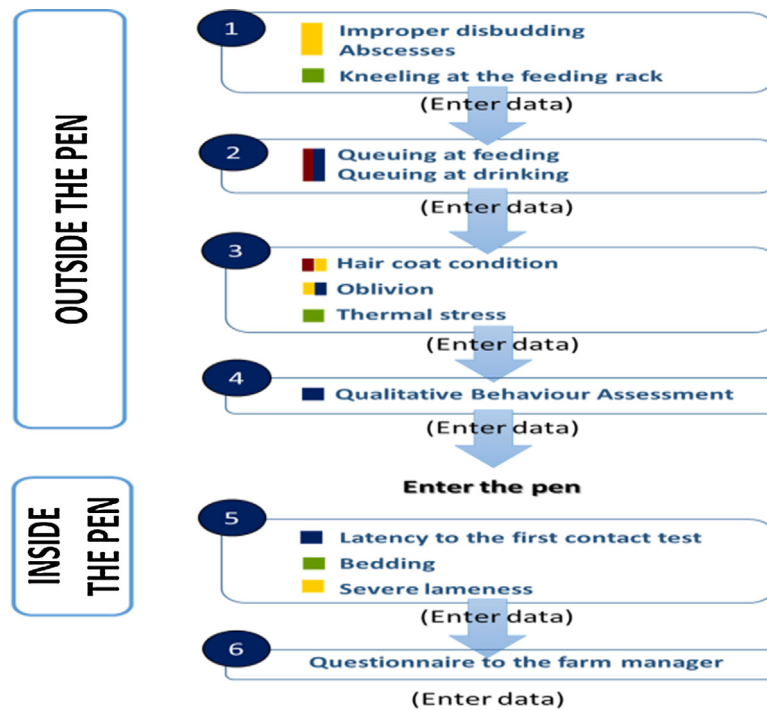 OUTSIDE THE PEN
1
Improper disbudding
Abscesses
Kneeling at the feeding rack
(Enter data)
2
Queuing at feeding
Queuing at drinking
(Enter data)
3
Hair coat condition
Oblivion
Thermal stress
(Enter data)
4
Qualitative Behaviour Assessment
(Enter data)
Enter the pen
INSIDE
THE PEN
5
Latency to the first contact test
Bedding
Severe lameness
(Enter data)
6
Questionnaire to the farm manager
(Enter data)